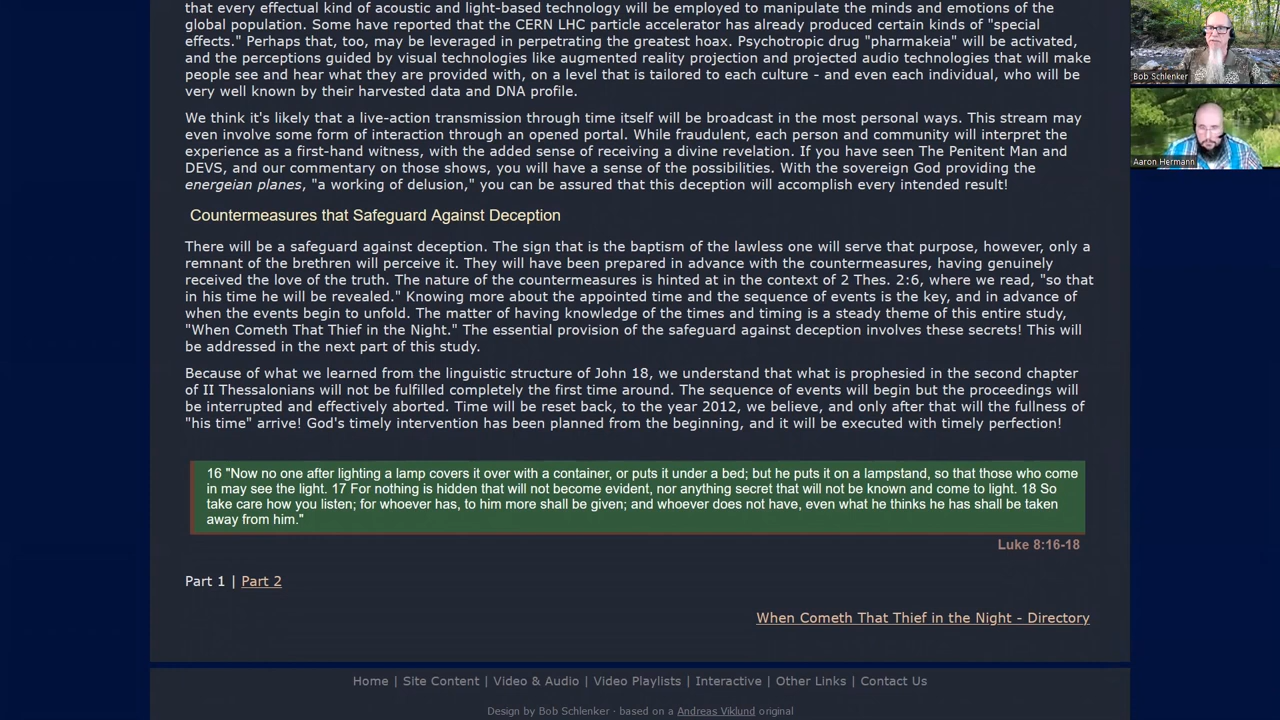 that every effectual kind of acoustic and light-based technology will be employed to manipulate the minds and emotions of the
global population. Some have reported that the CERN LHC particle accelerator has already produced certain kinds of "special
effects." Perhaps that, too, may be leveraged in perpetrating the greatest hoax. Psychotropic drug "pharmakeia" will be activated,
and the perceptions guided by visual technologies like augmented reality projection and projected audio technologies that will make
people see and hear what they are provided with, on a level that is tailored to each culture - and even each individual, who will be
very well known by their harvested data and DNA profile.
We think it's likely that a live-action transmission through time itself will be broadcast in the most personal ways. This stream may
even involve some form of interaction through an opened portal. While fraudulent, each person and community will interpret the
experience as a first-hand witness, with the added sense of receiving a divine revelation. If you have seen The Penitent Man and
DEVS, and our commentary on those shows, you will have a sense of the possibilities. With the sovereign God providing the
energeian planes, "a working of delusion," you can be assured that this deception will accomplish every intended result!
Countermeasures that Safeguard Against Deception
There will be a safeguard against deception. The sign that is the baptism of the lawless one will serve that purpose, however, only a
remnant of the brethren will perceive it. They will have been prepared in advance with the countermeasures, having genuinely
received the love of the truth. The nature of the countermeasures is hinted at in the context of 2 Thes. 2:6, where we read, "so that
in his time he will be revealed." Knowing more about the appointed time and the sequence of events is the key, and in advance of
when the events begin to unfold. The matter of having knowledge of the times and timing is a steady theme of this entire study,
"When Cometh That Thief in the Night." The essential provision of the safeguard against deception involves these secrets! This will
be addressed in the next part of this study.
Because of what we learned from the linguistic structure of John 18, we understand that what is prophesied in the second chapter
of II Thessalonians will not be fulfilled completely the first time around. The sequence of events will begin but the proceedings will
be interrupted and effectively aborted. Time will be reset back, to the year 2012, we believe, and only after that will the fullness of
"his time" arrive! God's timely intervention has been planned from the beginning, and it will be executed with timely perfection!
16 "Now no one after lighting a lamp covers it over with a container, or puts it under a bed; but he puts it on a lampstand, so that those who come
in may see the light. 17 For nothing is hidden that will not become evident, nor anything secret that will not be known and come to light. 18 So
take care how you listen; for whoever has, to him more shall be given; and whoever does not have, even what he thinks he has shall be taken
away from him."
Luke 8:16-18
Part 1 | Part 2
When Cometh That Thief in the Night - Directory
Home | Site Content | Video & Audio | Video Playlists | Interactive | Other Links | Contact Us
Design by Bob Schlenker · based on a Andreas Viklund original
Bob Schlenker
Aaron Hermann